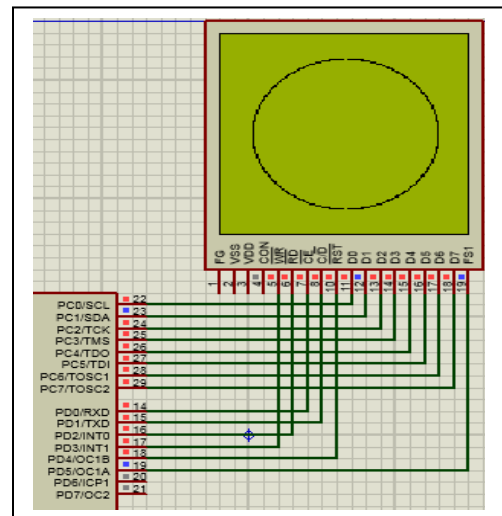 FG
VSS
VDD
CON
WR
RD
CE
C/D
RST
D0
D1
D2
D3
D4
D5
D6
D7
FS1
1
2
3
4
5
6
7
8
10
11
12
13
14
15
16
17
18
19
PC0/SCL 22
PC1/SDA 23
PC2/TCK 24
PC3/TMS 25
PC4/TDO 26
PC5/TDI 27
PC6/TOSC1 28
PC7/TOSC2 29
PD0/RXD 14
PD1/TXD 15
PD2/INT0 16
PD3/INT1 17
PD4/OC1B 18
PD5/OC1A 19
PD6/ICP1 20
PD7/OC2 21